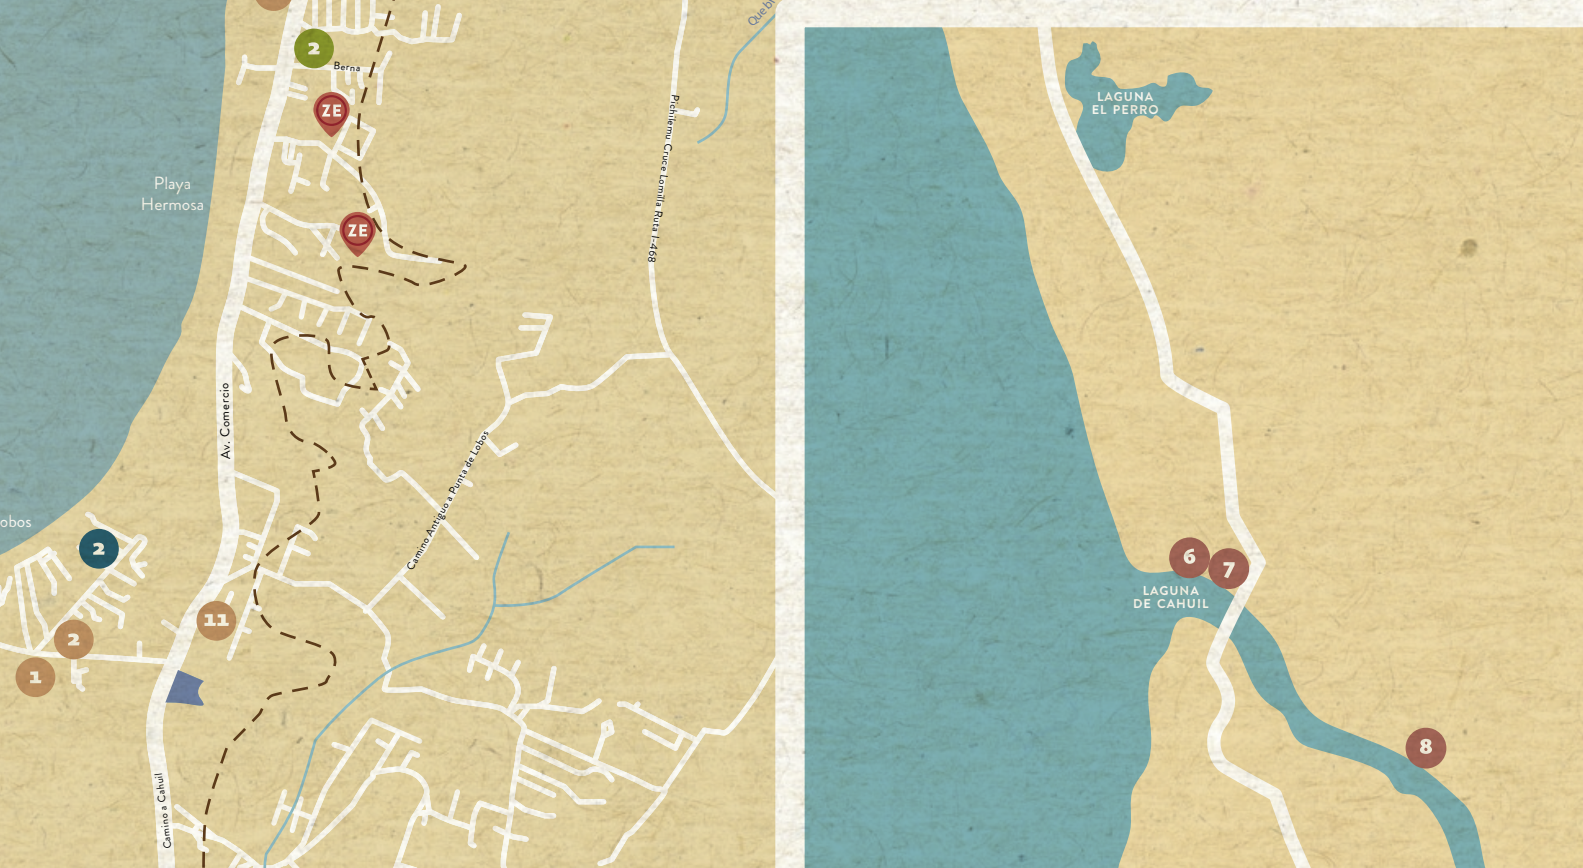 Queb
2
Berna
ZE
Pichilemu Cruce Lomilla Ruta I-468
Playa
Hermosa
ZE
Av. Comercio
Camino Antiguo a Punta de Lobos
obos
2
11
2
1
Camino a Cahuil
LAGUNA
EL PERRO
6
7
LAGUNA
DE CAHUIL
8